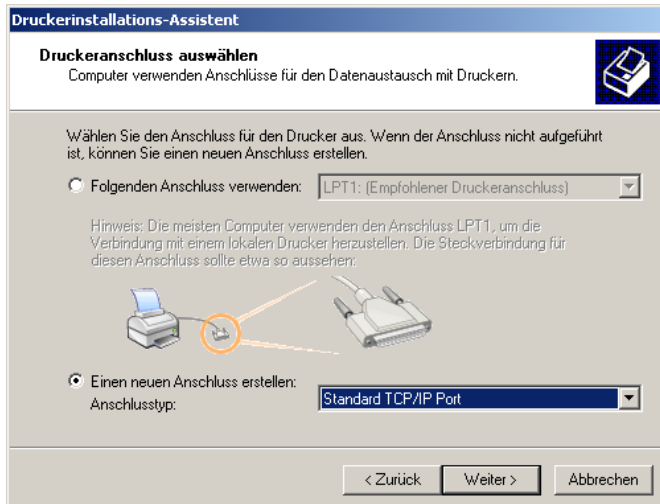 Druckerinstallations-Assistent
Druckeranschluss auswählen
Computer verwenden Anschlüsse für den Datenaustausch mit Druckern.
Wählen Sie den Anschluss für den Drucker aus. Wenn der Anschluss nicht aufgeführt
ist, können Sie einen neuen Anschluss erstellen.
Folgenden Anschluss verwenden: LPT1: (Empfohlener Druckeranschluss)
Hinweis: Die meisten Computer verwenden den Anschluss LPT1, um die
Verbindung mit einem lokalen Drucker herzustellen. Die Steckverbindung für
diesen Anschluss sollte etwa so aussehen:
Einen neuen Anschluss erstellen:
Anschlusstyp: Standard TCP/IP Port
< Zurück Weiter > Abbrechen